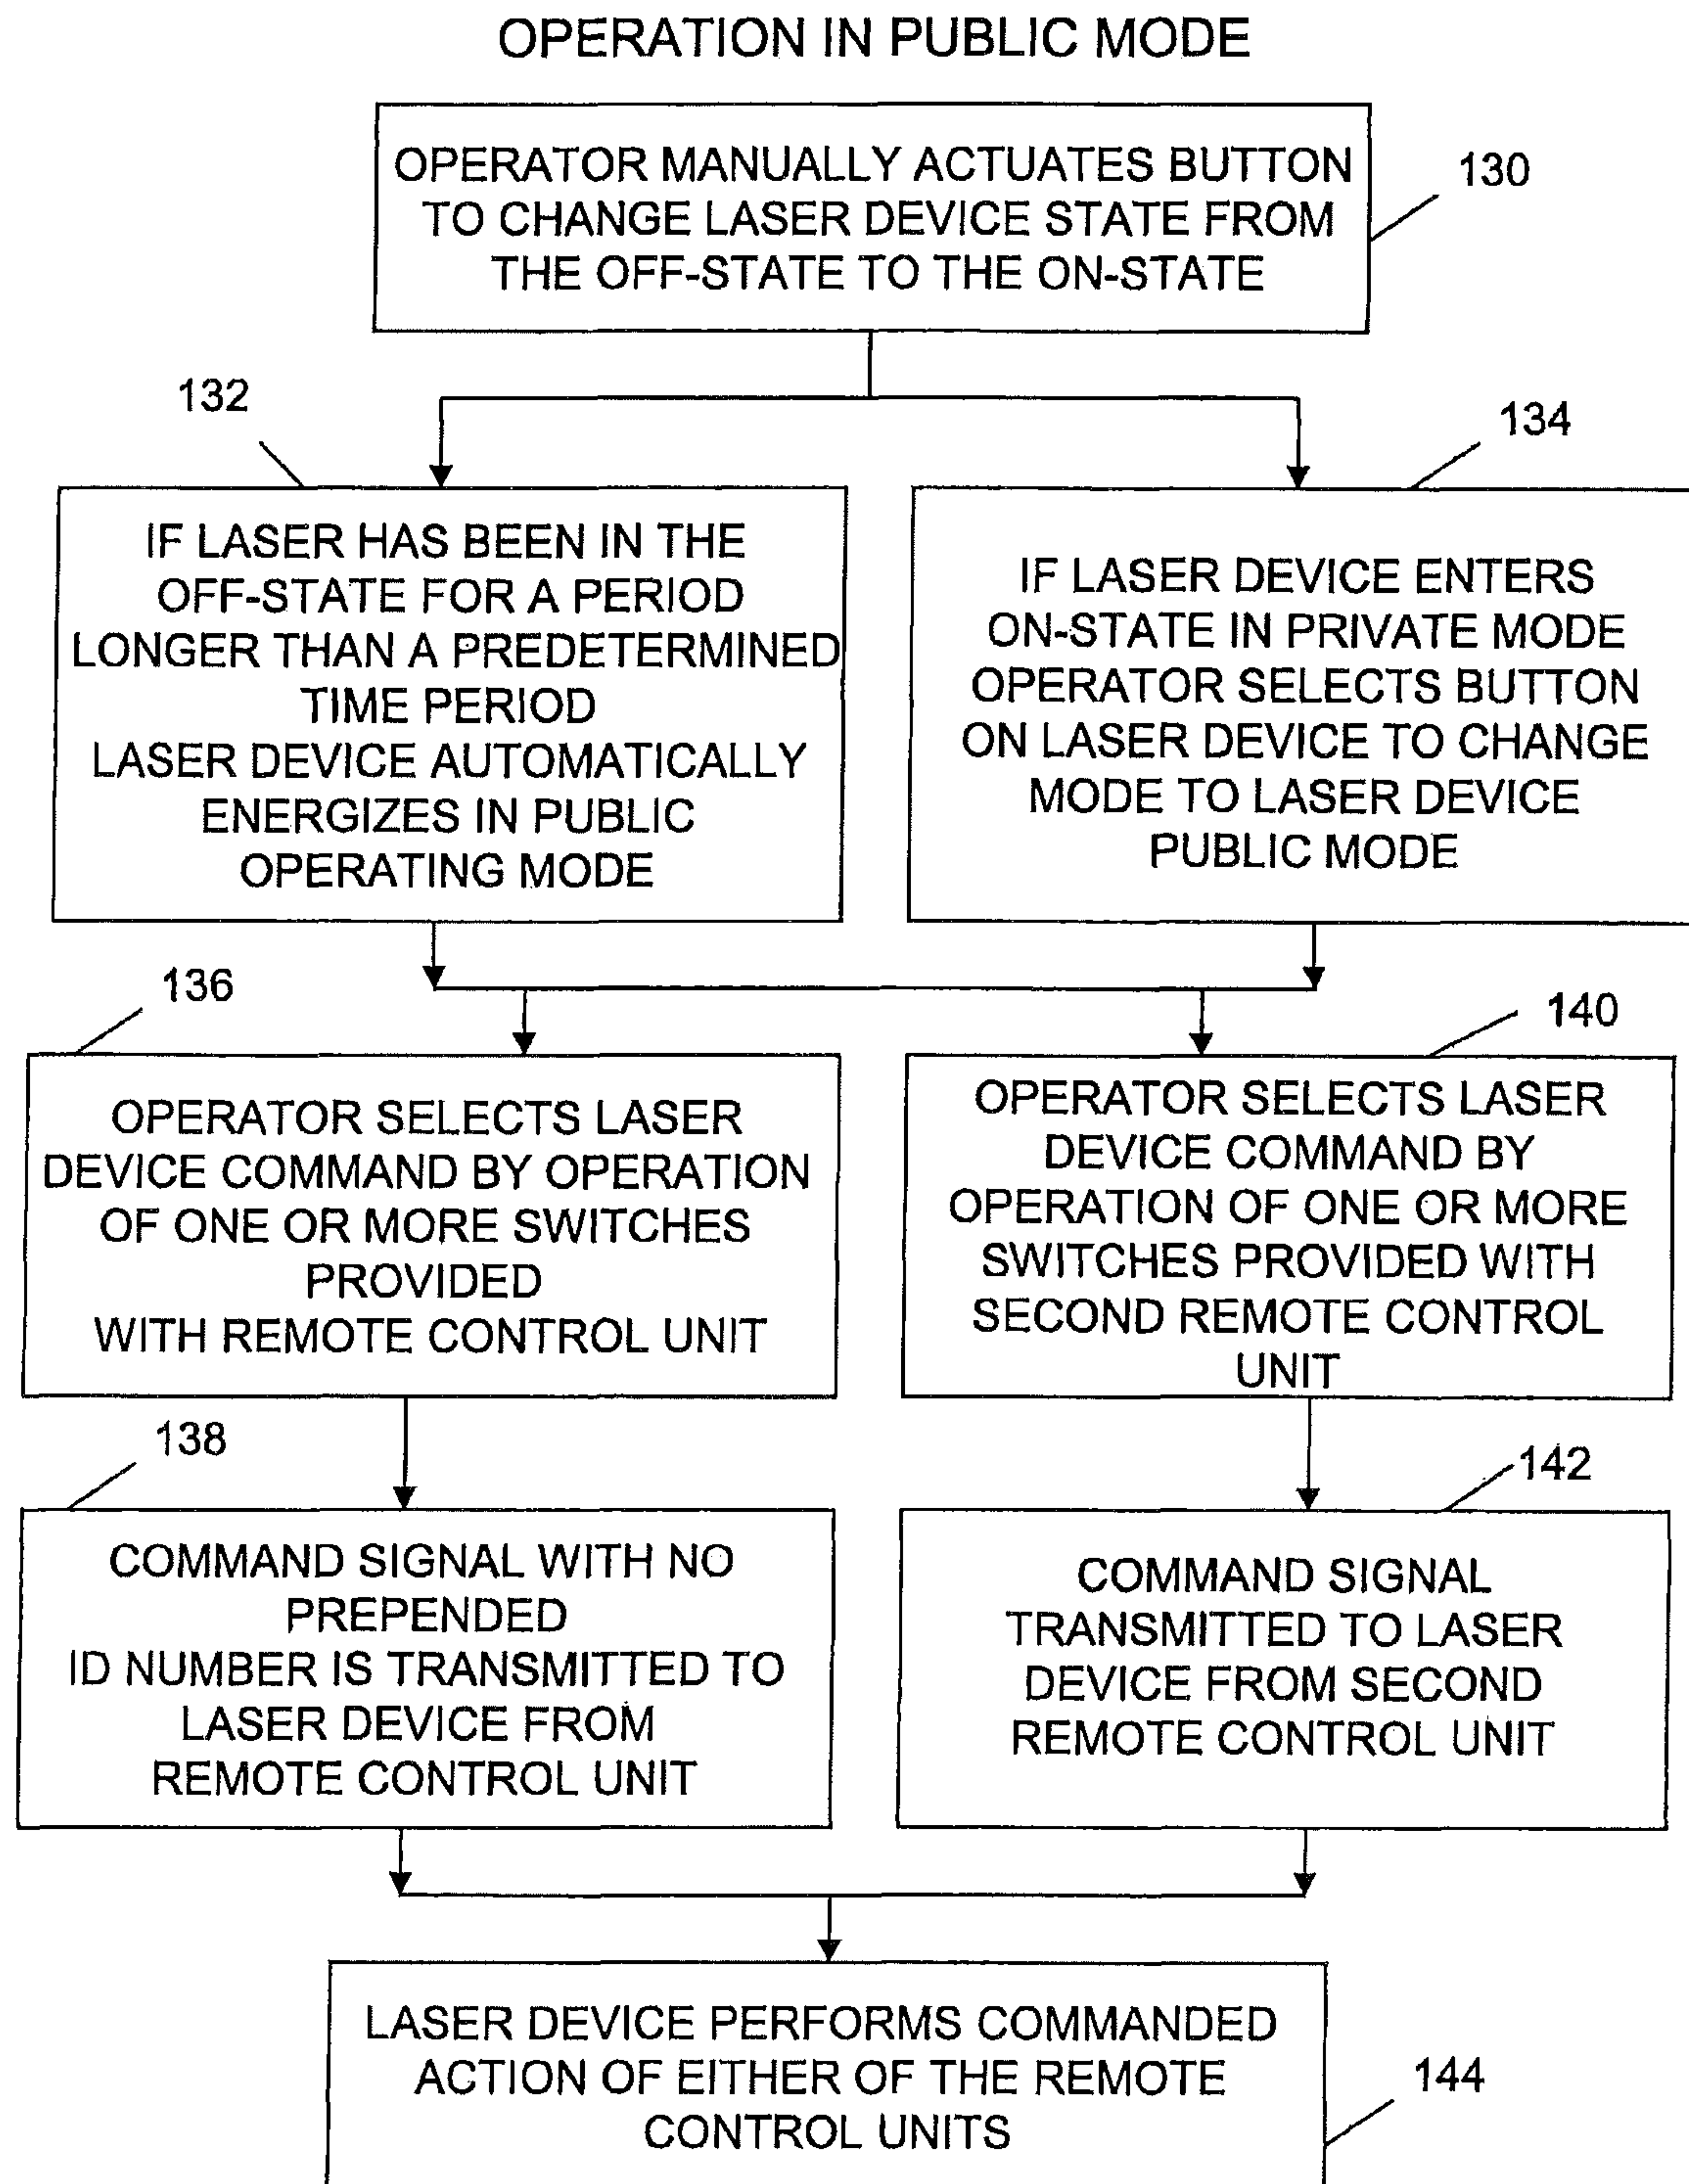 OPERATION IN PUBLIC MODE
OPERATOR MANUALLY ACTUATES BUTTON
TO CHANGE LASER DEVICE STATE FROM
THE OFF-STATE TO THE ON-STATE
130
132
134
IF LASER HAS BEEN IN THE
OFF-STATE FOR A PERIOD
LONGER THAN A PREDETERMINED
TIME PERIOD
LASER DEVICE AUTOMATICALLY
ENERGIZES IN PUBLIC
OPERATING MODE
IF LASER DEVICE ENTERS
ON-STATE IN PRIVATE MODE
OPERATOR SELECTS BUTTON
ON LASER DEVICE TO CHANGE
MODE TO LASER DEVICE
PUBLIC MODE
136
140
OPERATOR SELECTS LASER
DEVICE COMMAND BY OPERATION
OF ONE OR MORE SWITCHES
PROVIDED
WITH REMOTE CONTROL UNIT
OPERATOR SELECTS LASER
DEVICE COMMAND BY
OPERATION OF ONE OR MORE
SWITCHES PROVIDED WITH
SECOND REMOTE CONTROL
UNIT
138
142
COMMAND SIGNAL WITH NO
PREPENDED
ID NUMBER IS TRANSMITTED TO
LASER DEVICE FROM
REMOTE CONTROL UNIT
COMMAND SIGNAL
TRANSMITTED TO LASER
DEVICE FROM SECOND
REMOTE CONTROL UNIT
LASER DEVICE PERFORMS COMMANDED
ACTION OF EITHER OF THE REMOTE
CONTROL UNITS
144